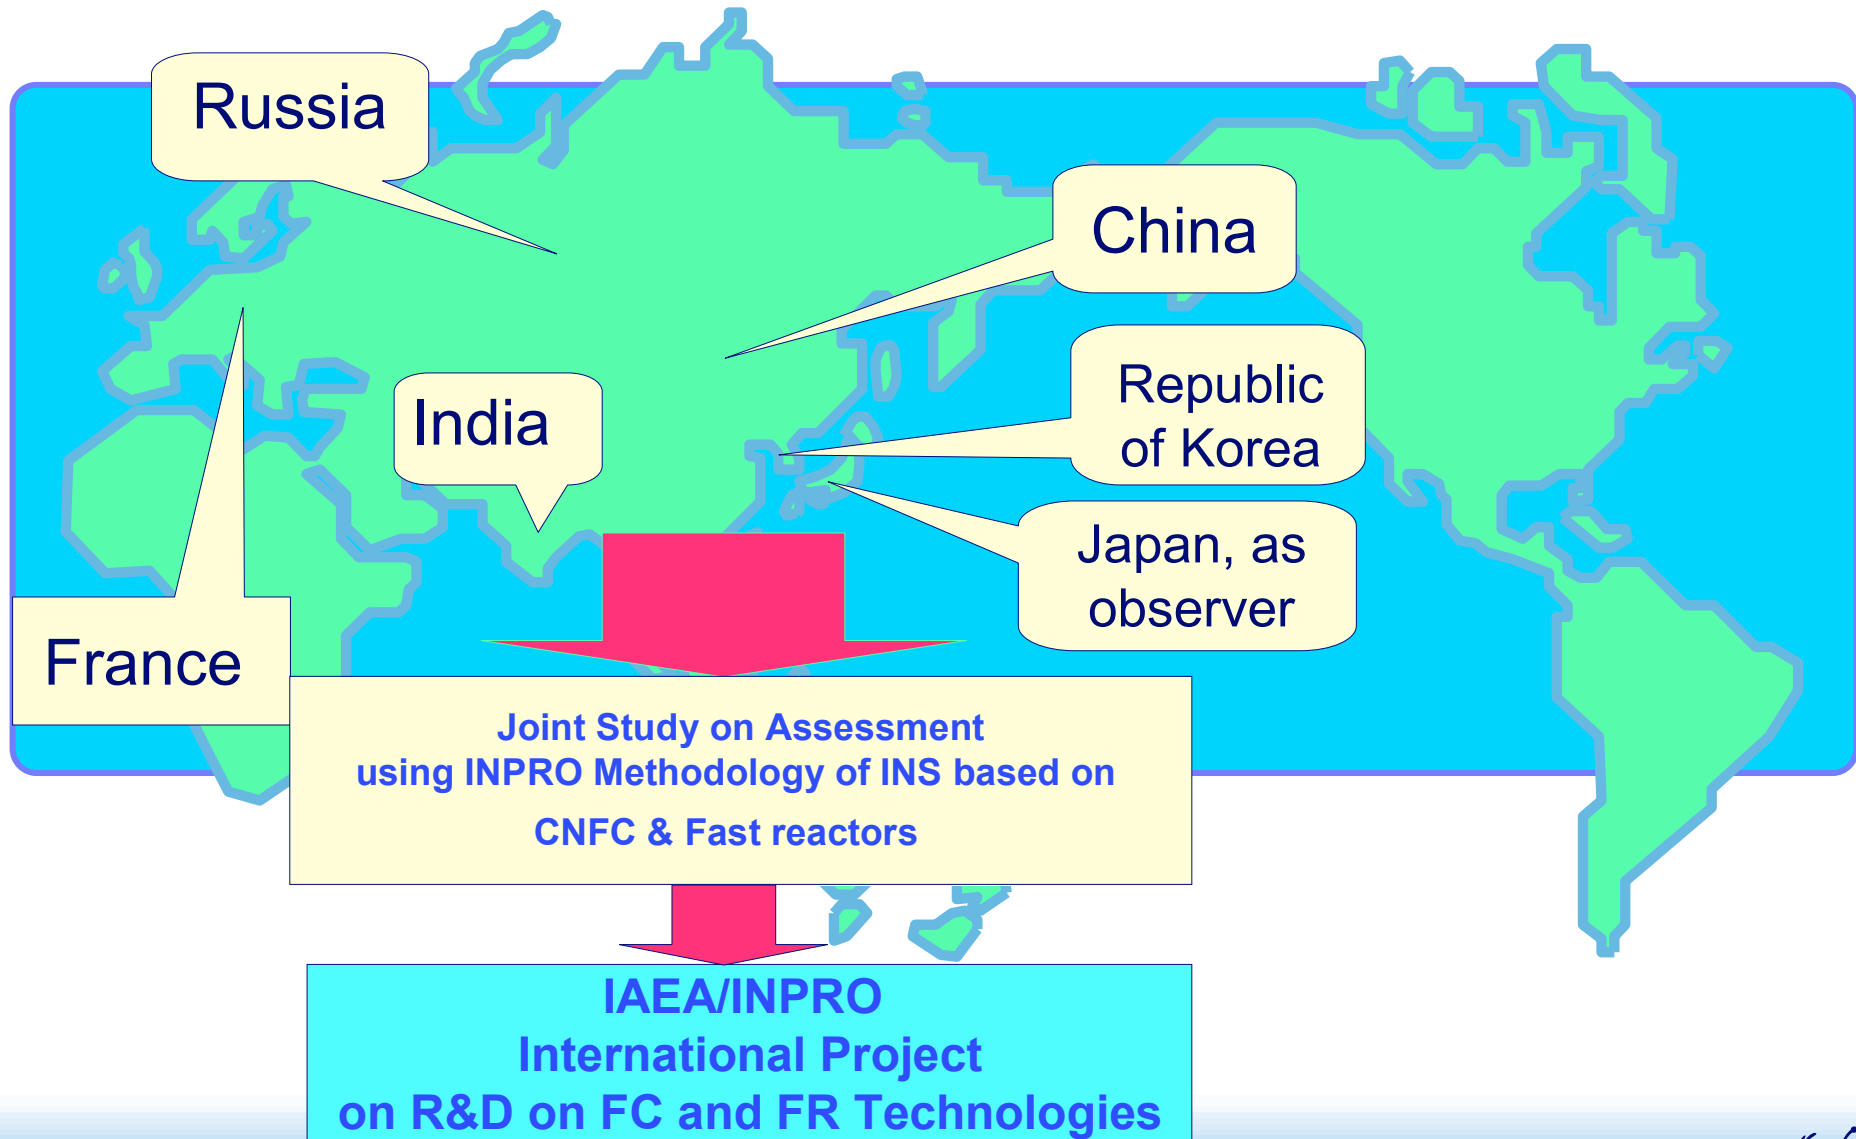 Russia
China
Republic
of Korea
India
Japan, as
observer
France
Joint Study on Assessment
using INPRO Methodology of INS based on
CNFC & Fast reactors
IAEA/INPRO
International Project
on R&D on FC and FR Technologies